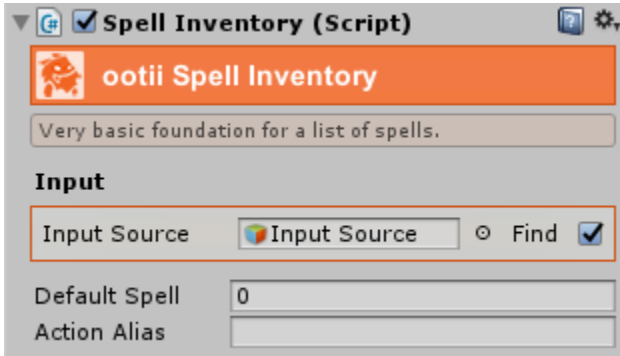 Spell Inventory (Script)
ootii Spell Inventory
Very basic foundation for a list of spells.
Input
Input Source Input Source Find
Default Spell 0
Action Alias